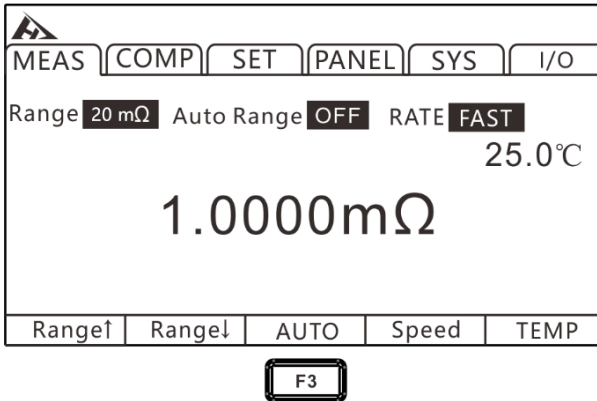 MEAS COMP SET PANEL SYS I/O
Range 20 mΩ Auto Range OFF RATE FAST
25.0℃
1.0000mΩ
Range↑ Range↓ AUTO Speed TEMP
F3